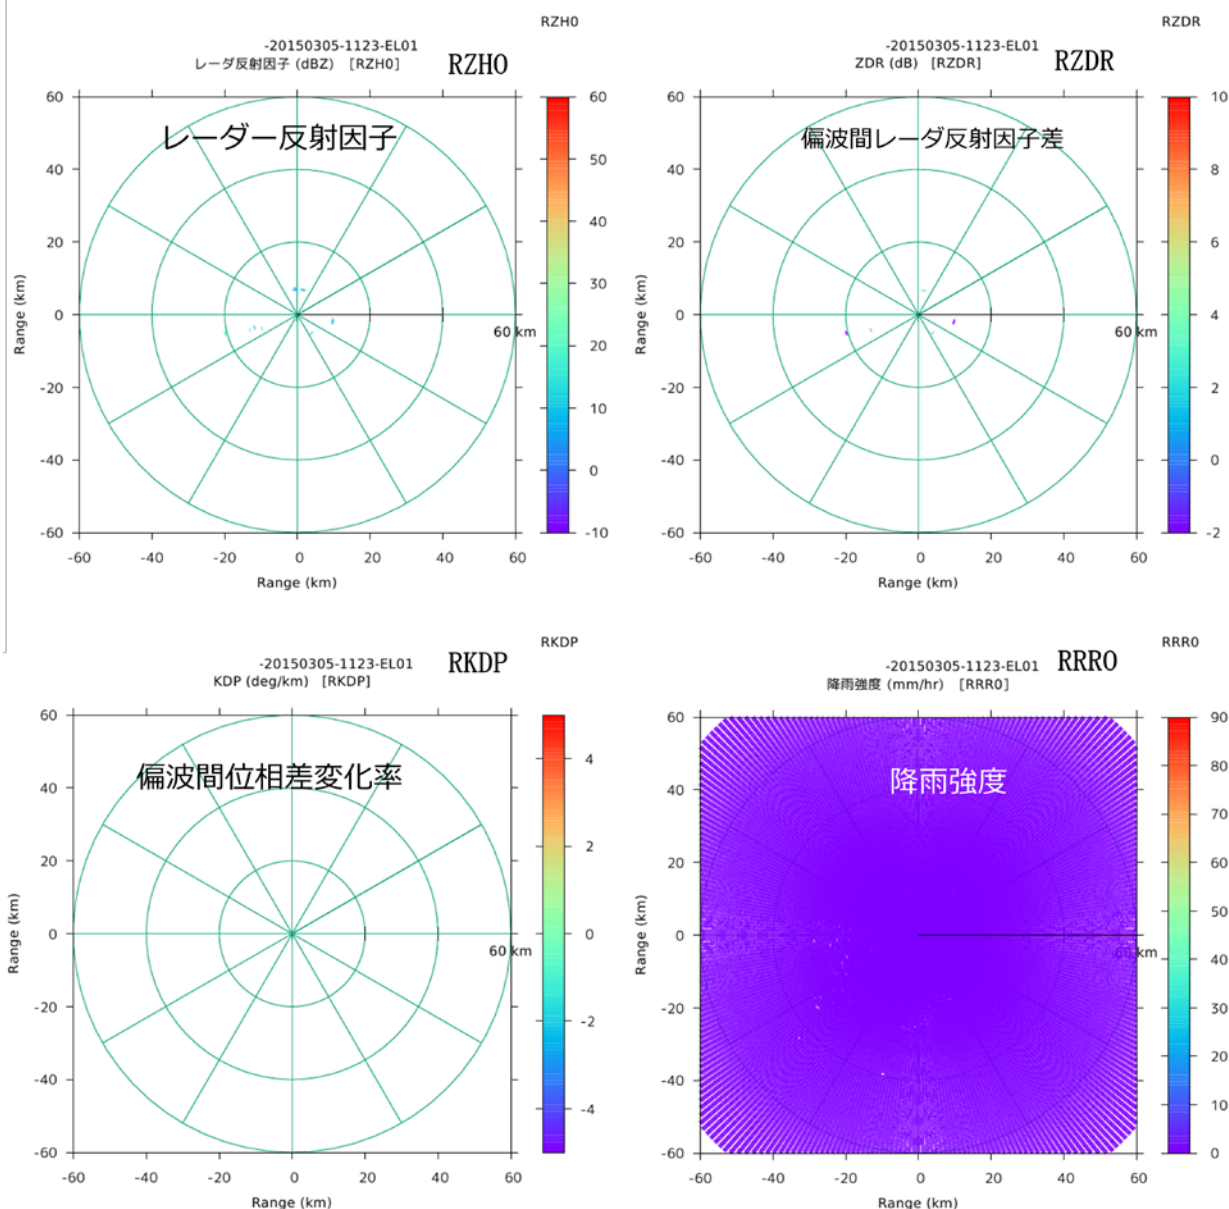 RZH0
-20150305-1123-EL01
レーダ反射因子 (dBZ) [RZH0]
RZHO
レーダー反射因子
60
40
20
0
-20
-40
-60
Range (km)
-60 -40 -20 0 20 40 60
Range (km)
60 km
60
50
40
30
20
10
0
-10
RZDR
-20150305-1123-EL01
ZDR (dB) [RZDR]
RZDR
偏波間レーダ反射因子差
60
40
20
0
-20
-40
-60
Range (km)
-60 -40 -20 0 20 40 60
Range (km)
60 km
10
8
6
4
2
0
-2
RKDP
-20150305-1123-EL01
KDP (deg/km) [RKDP]
RKDP
偏波間位相差変化率
60
40
20
0
-20
-40
-60
Range (km)
-60 -40 -20 0 20 40 60
Range (km)
60 km
4
2
0
-2
-4
RRR0
-20150305-1123-EL01
降雨強度 (mm/hr) [RRR0]
RRRO
降雨強度
60
40
20
0
-20
-40
-60
Range (km)
-60 -40 -20 0 20 40 60
Range (km)
60 km
90
80
70
60
50
40
30
20
10
0